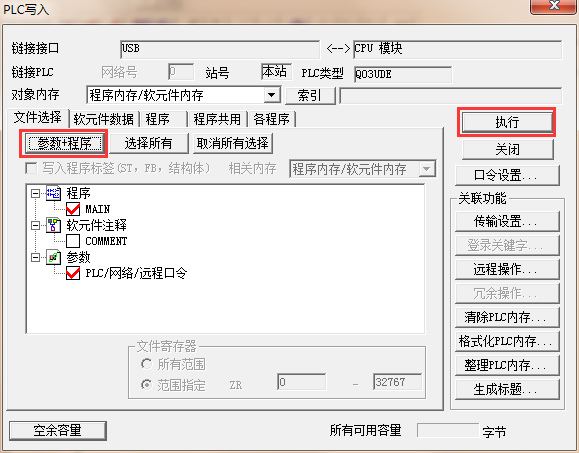 PLC写入
链接接口 USB <--> CPU 模块
链接PLC 网络号 0 站号 本站 PLC类型 Q03UDE
对象内存 程序内存/软元件内存 索引
文件选择 软元件数据 程序 程序共用 各程序
参数+程序 选择所有 取消所有选择
写入程序标签(ST,FB,结构体) 相关内存 程序内存/软元件内存
程序
MAIN
软元件注释
COMMENT
参数
PLC/网络/远程口令
文件寄存器
所有范围
范围指定 ZR 0 - 32767
执行
关闭
口令设置...
关联功能
传输设置...
登录关键字...
远程操作...
冗余操作...
清除PLC内存...
格式化PLC内存...
整理PLC内存...
生成标题...
空余容量 所有可用容量 字节